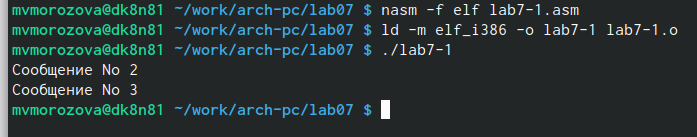 mvmorozova@dk8n81 ~/work/arch-pc/lab07 $ nasm -f elf lab7-1.asm
mvmorozova@dk8n81 ~/work/arch-pc/lab07 $ ld -m elf_i386 -o lab7-1 lab7-1.o
mvmorozova@dk8n81 ~/work/arch-pc/lab07 $ ./lab7-1
Сообщение No 2
Сообщение No 3
mvmorozova@dk8n81 ~/work/arch-pc/lab07 $